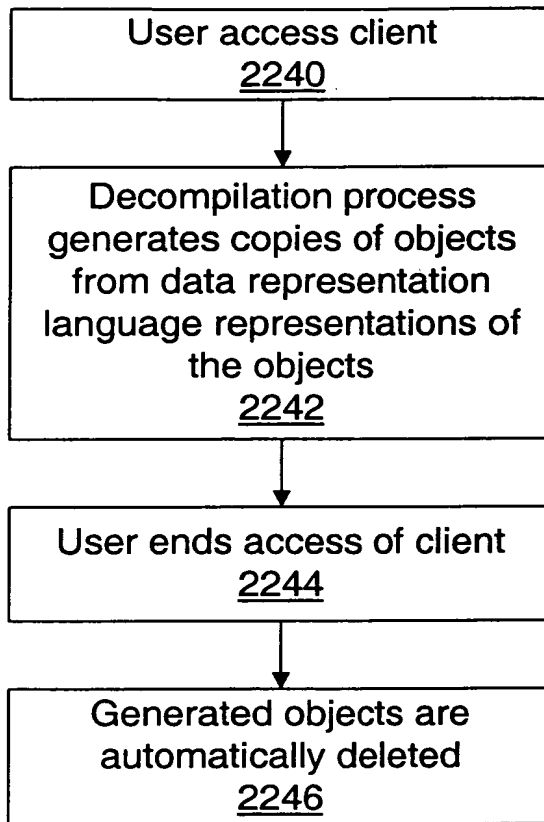 User access client
2240
Decompilation process
generates copies of objects
from data representation
language representations of
the objects
2242
User ends access of client
2244
Generated objects are
automatically deleted
2246